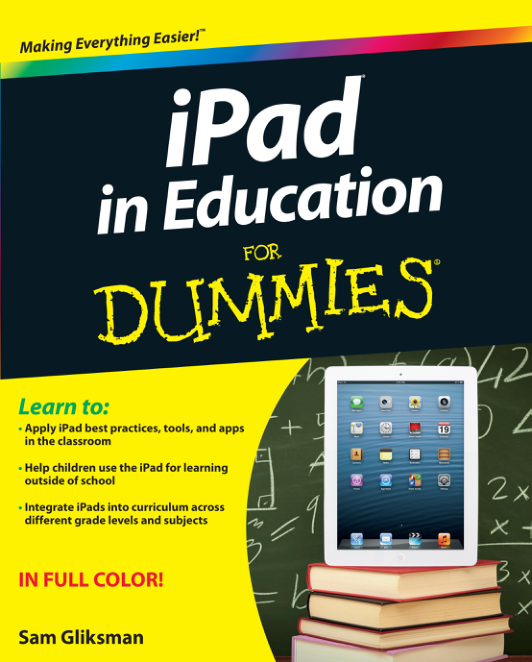 Making Everything Easier!™
iPad
in Education
FOR
DUMMIES®
Learn to:
• Apply iPad best practices, tools, and apps
in the classroom
• Help children use the iPad for learning
outside of school
• Integrate iPads into curriculum across
different grade levels and subjects
IN FULL COLOR!
Sam Gliksman
19
2x